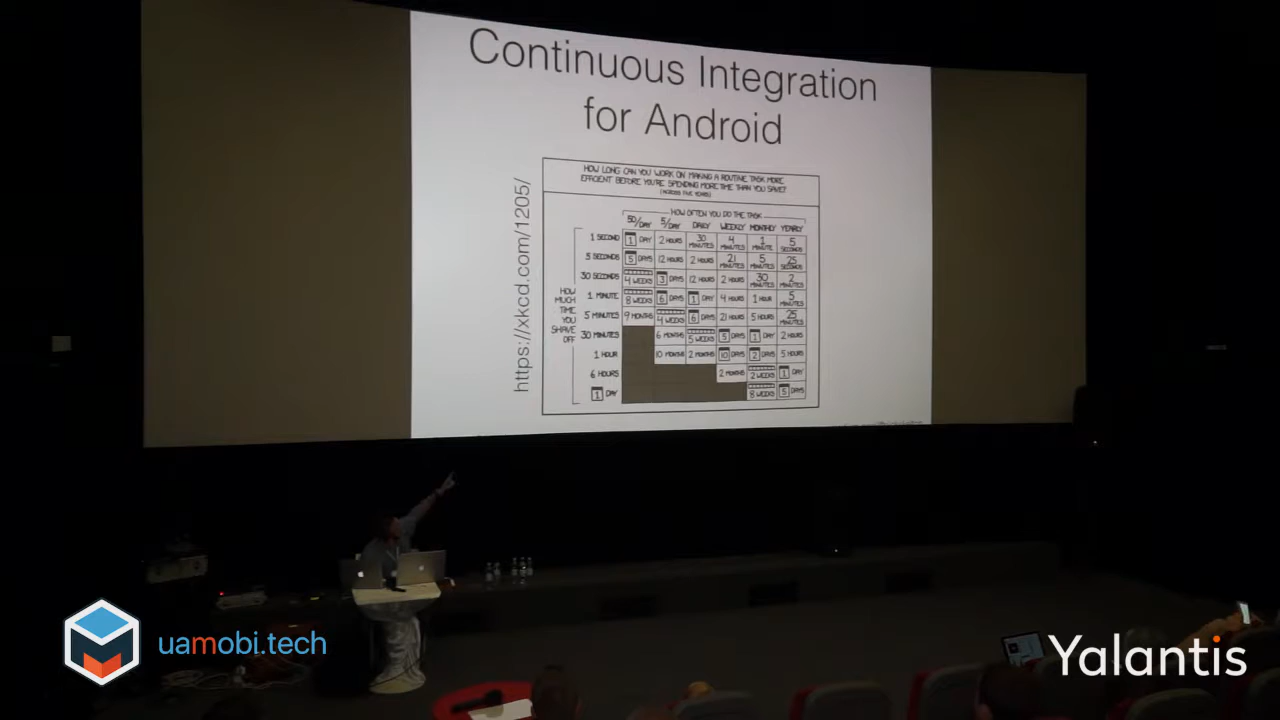 Continuous Integration
for Android
https://xkcd.com/1205/
HOW LONG CAN YOU WORK ON MAKING A ROUTINE TASK MORE
EFFICIENT BEFORE YOU'RE SPENDING MORE TIME THAN YOU SAVE?
(ACROSS FIVE YEARS)
HOW OFTEN YOU DO THE TASK
50/DAY 5/DAY DAILY WEEKLY MONTHLY YEARLY
HOW MUCH TIME YOU SHAVE OFF
1 SECOND 1 DAY 2 HOURS 30 MINUTES 4 MINUTES 1 MINUTE 5 SECONDS
5 SECONDS 5 DAYS 12 HOURS 2 HOURS 21 MINUTES 5 MINUTES 25 SECONDS
30 SECONDS 4 WEEKS 3 DAYS 12 HOURS 2 HOURS 30 MINUTES 2 MINUTES
1 MINUTE 8 WEEKS 6 DAYS 1 DAY 4 HOURS 1 HOUR 5 MINUTES
5 MINUTES 9 MONTHS 4 WEEKS 6 DAYS 21 HOURS 5 HOURS 25 MINUTES
30 MINUTES 6 MONTHS 5 WEEKS 5 DAYS 1 DAY 2 HOURS
1 HOUR 10 MONTHS 2 MONTHS 10 DAYS 2 DAYS 5 HOURS
6 HOURS 2 MONTHS 2 WEEKS 1 DAY
1 DAY 8 WEEKS 5 DAYS
uamobi.tech
Yalantis